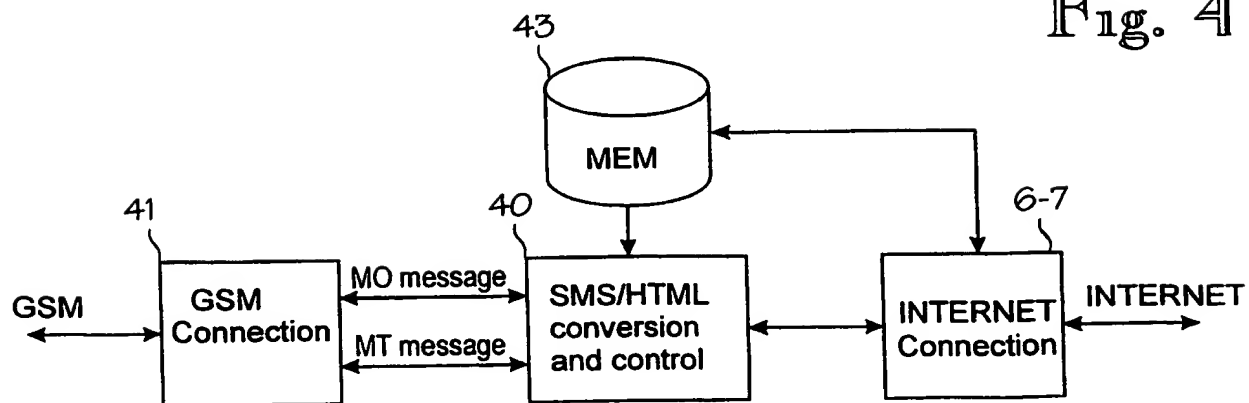 Fig. 4
43
MEM
41
40
6-7
GSM
GSM
Connection
MO message
MT message
SMS/HTML
conversion
and control
INTERNET
Connection
INTERNET